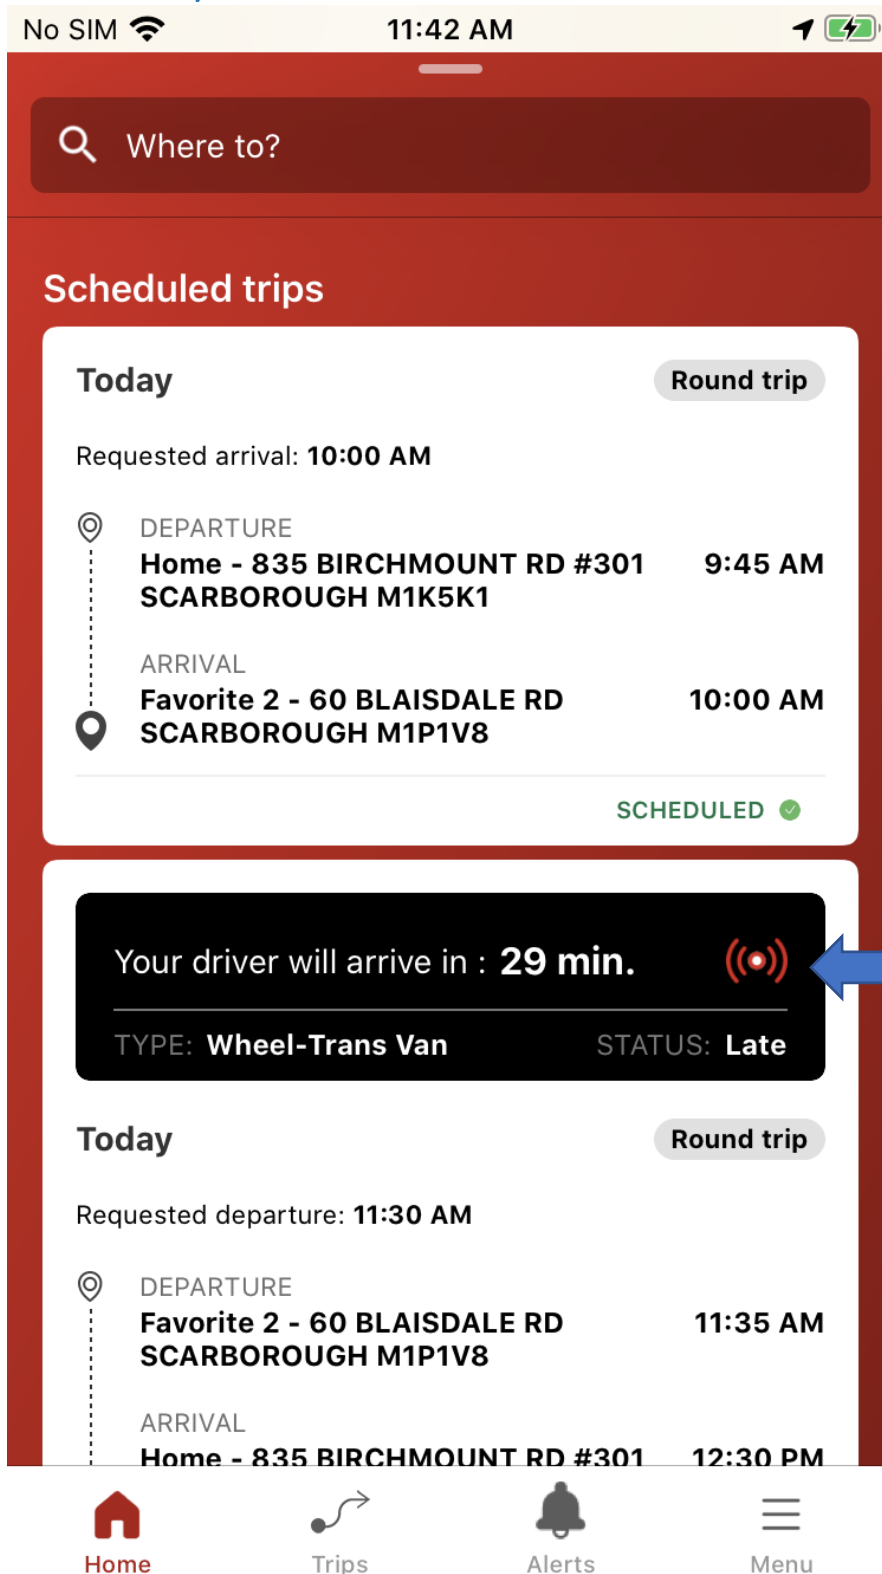 No SIM 11:42 AM
Where to?
Scheduled trips
Today Round trip
Requested arrival: 10:00 AM
DEPARTURE
Home - 835 BIRCHMOUNT RD #301 9:45 AM
SCARBOROUGH M1K5K1
ARRIVAL
Favorite 2 - 60 BLAISDALE RD 10:00 AM
SCARBOROUGH M1P1V8
SCHEDULED
Your driver will arrive in : 29 min.
TYPE: Wheel-Trans Van STATUS: Late
Today Round trip
Requested departure: 11:30 AM
DEPARTURE
Favorite 2 - 60 BLAISDALE RD 11:35 AM
SCARBOROUGH M1P1V8
ARRIVAL
Home - 835 BIRCHMOUNT RD #301 12:30 PM
Home Trips Alerts Menu